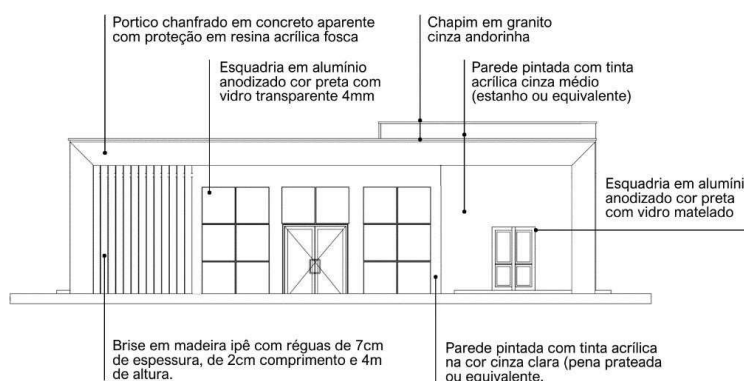 Portico chanfrado em concreto aparente
com proteção em resina acrílica fosca
Chapim em granito
cinza andorinha
Esquadria em alumínio
anodizado cor preta com
vidro transparente 4mm
Parede pintada com tinta
acrílica cinza médio
(estanho ou equivalente)
Esquadria em alumíni
anodizado cor preta
com vidro matelado
Brise em madeira ipê com réguas de 7cm
de espessura, de 2cm comprimento e 4m
de altura.
Parede pintada com tinta acrílica
na cor cinza clara (pena prateada
ou equivalente.